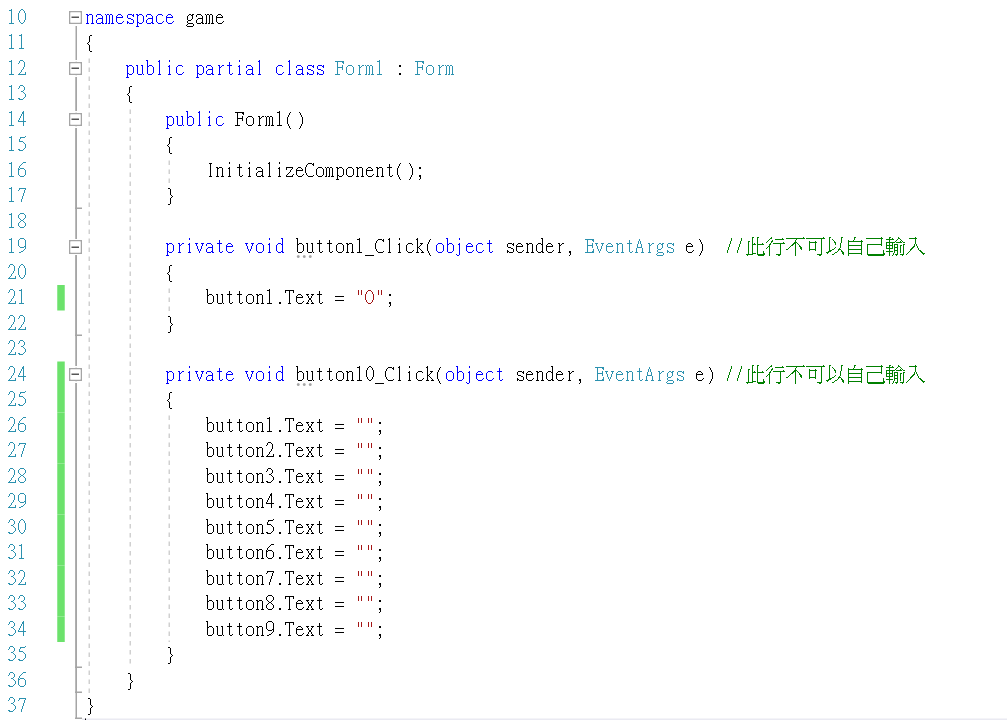 10 namespace game
11 {
12 public partial class Form1 : Form
13 {
14 public Form1()
15 {
16 InitializeComponent();
17 }
18
19 private void button1_Click(object sender, EventArgs e) //此行不可以自己輸入
20 {
21 button1.Text = "O";
22 }
23
24 private void button10_Click(object sender, EventArgs e) //此行不可以自己輸入
25 {
26 button1.Text = "";
27 button2.Text = "";
28 button3.Text = "";
29 button4.Text = "";
30 button5.Text = "";
31 button6.Text = "";
32 button7.Text = "";
33 button8.Text = "";
34 button9.Text = "";
35 }
36 }
37 }